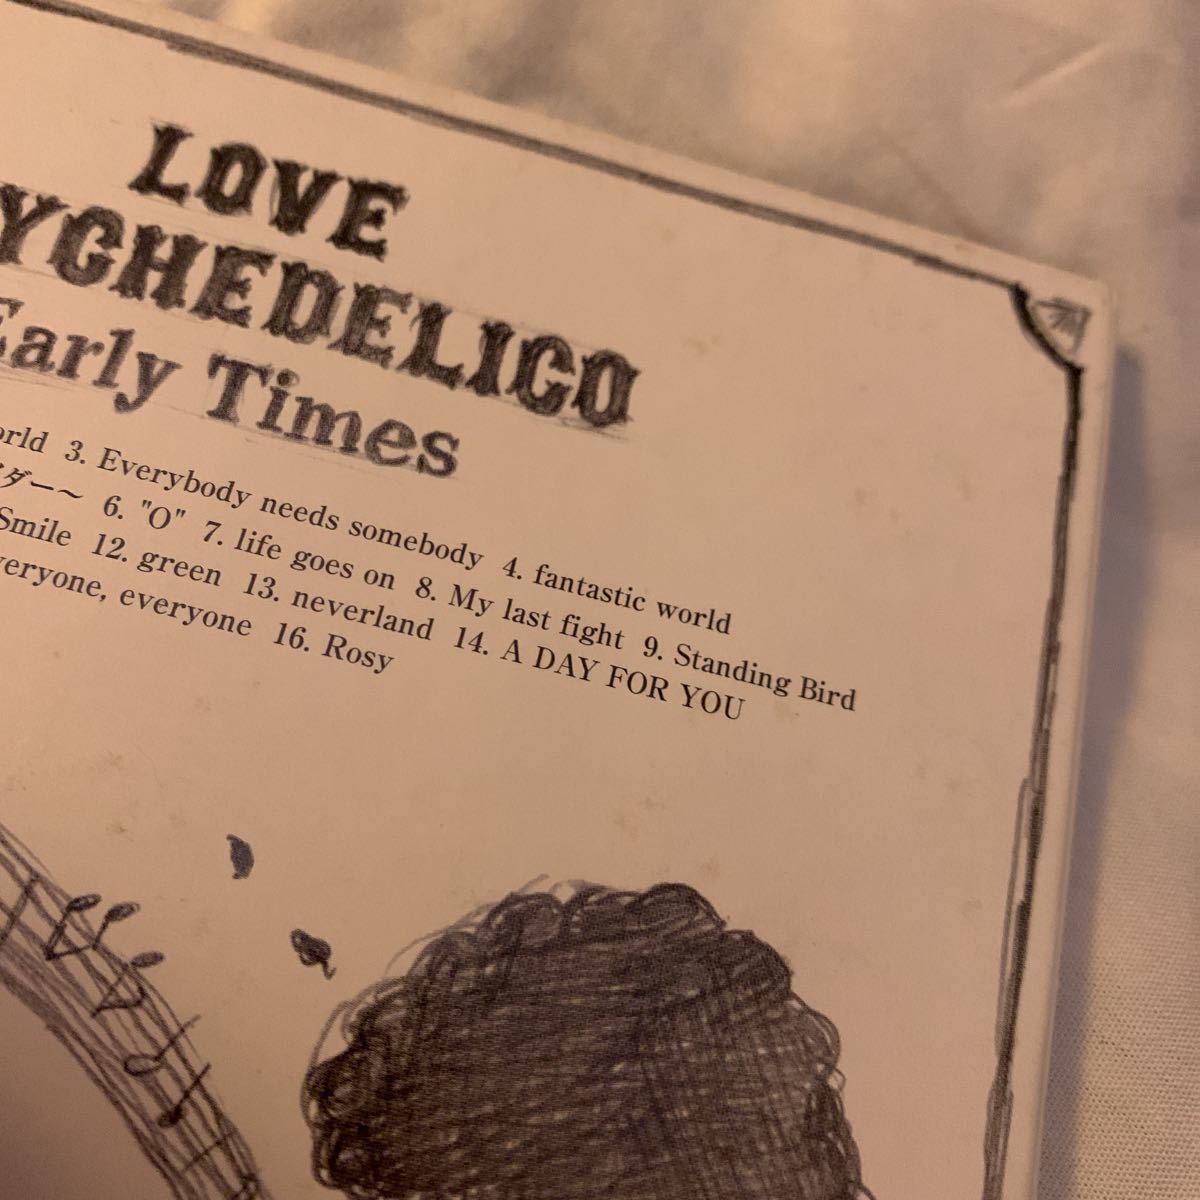 LOVE
YCHEDELICO
Early Times
orld 3. Everybody needs somebody 4. fantastic world
ダー〜 6. "O" 7. life goes on 8. My last fight 9. Standing Bird
Smile 12. green 13. neverland 14. A DAY FOR YOU
veryone, everyone 16. Rosy